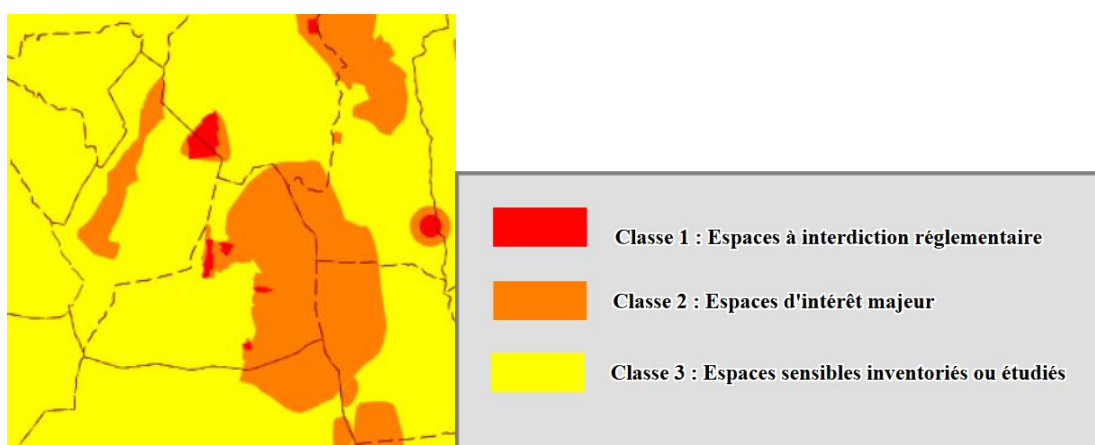 Classe 1 : Espaces à interdiction réglementaire
Classe 2 : Espaces d'intérêt majeur
Classe 3 : Espaces sensibles inventoriés ou étudiés